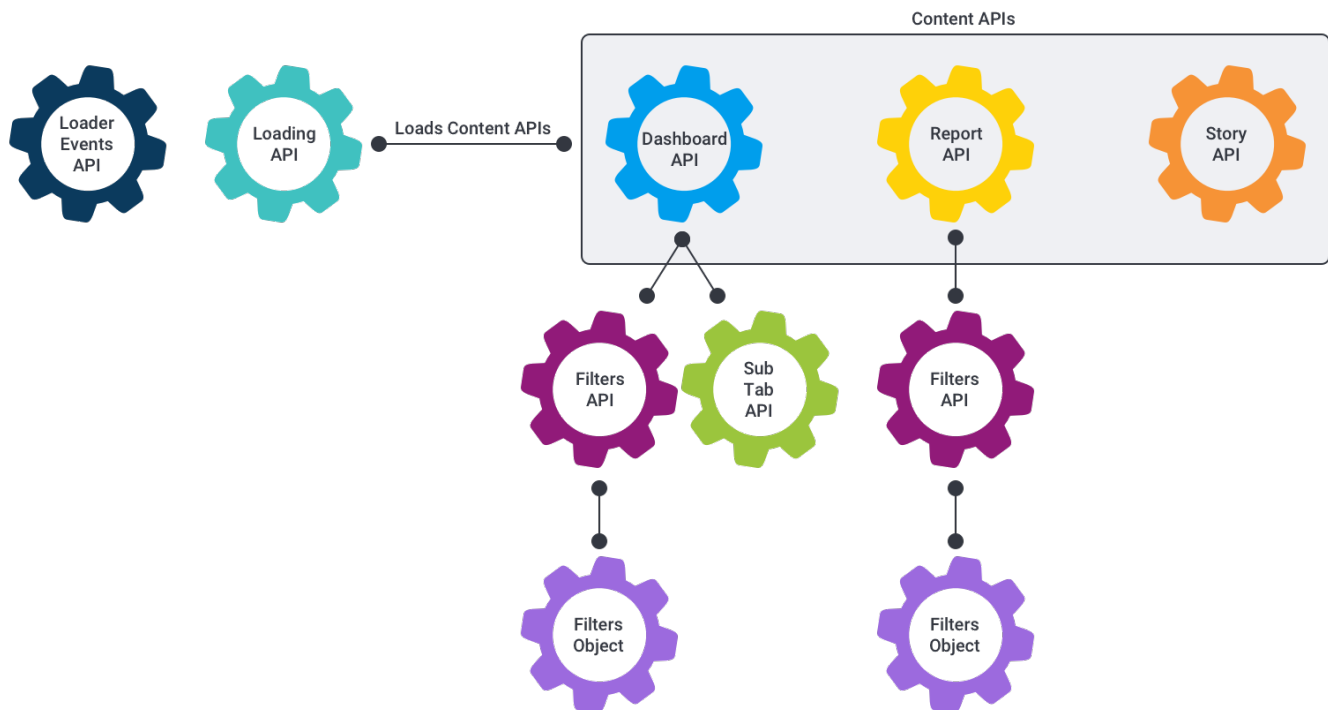 Content APIs
Loader
Events
API
Loading
API
Loads Content APIs
Dashboard
API
Report
API
Story
API
Filters
API
Sub
Tab
API
Filters
API
Filters
Object
Filters
Object